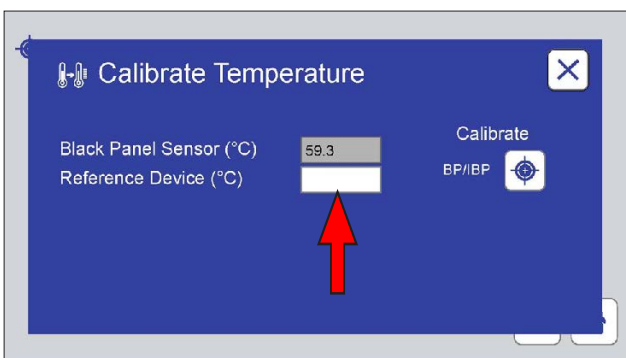 Calibrate Temperature
Black Panel Sensor (°C) 59.3
Reference Device (°C)
Calibrate
BP/IBP